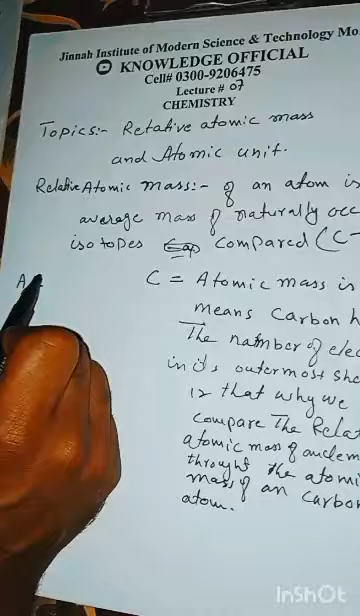 Jinnah Institute of Modern Science & Technology Mo
KNOWLEDGE OFFICIAL
Cell# 0300-9206475
Lecture # 07
CHEMISTRY
Topics:- Relative atomic mass
and Atomic unit.
Relative Atomic mass:- of an atom is
average mass of naturally occ
isotopes compared (C-
A
C = Atomic mass is
means Carbon h
The number of elec
in it's outermost She
12 that why we
Compare The Relat
atomic mass of an elem
throught the atomi
mass of an Carbon
atom.
InShOt